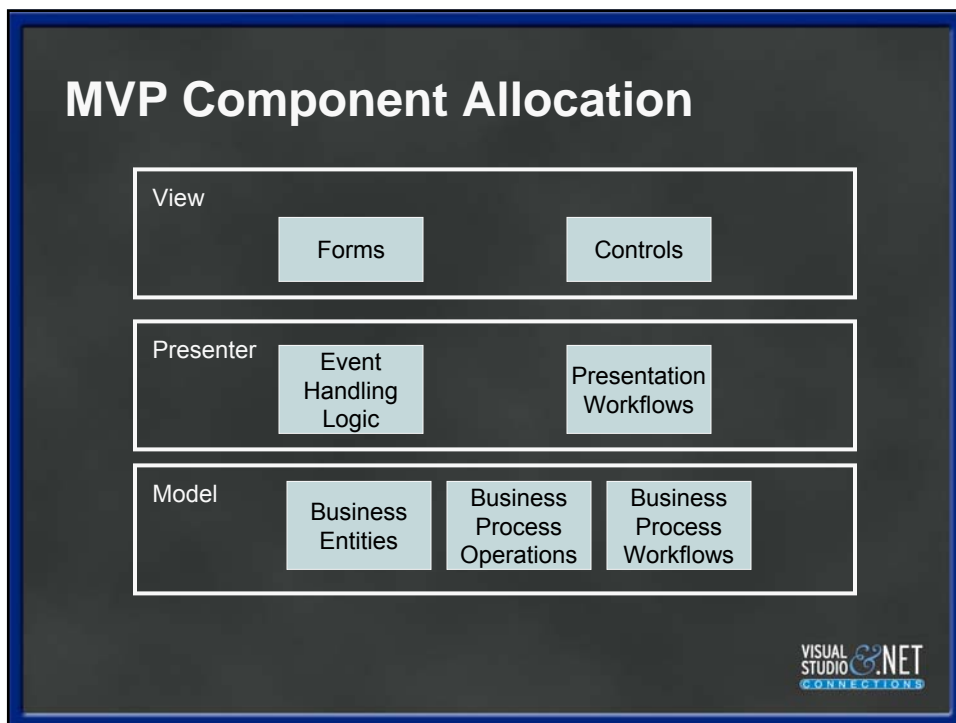 MVP Component Allocation
View
Forms
Controls
Presenter
Event
Handling
Logic
Presentation
Workflows
Model
Business
Entities
Business
Process
Operations
Business
Process
Workflows
VISUAL
STUDIO & .NET
CONNECTIONS